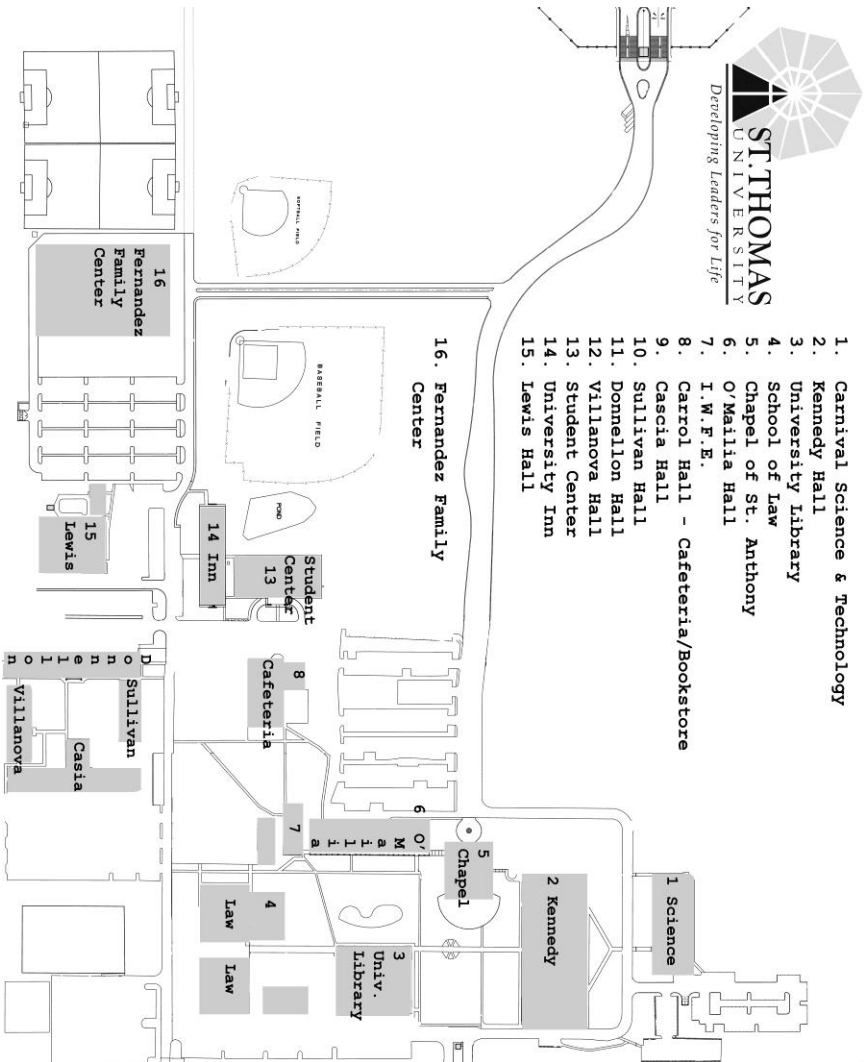 ST.THOMAS
UNIVERSITY
Developing Leaders for Life
1. Carnival Science & Technology
2. Kennedy Hall
3. University Library
4. School of Law
5. Chapel of St. Anthony
6. O'Mailia Hall
7. I.W.F.E.
8. Carrol Hall - Cafeteria/Bookstore
9. Cascia Hall
10. Sullivan Hall
11. Donnellon Hall
12. Villanova Hall
13. Student Center
14. University Inn
15. Lewis Hall
16. Fernandez Family
Center
1 Science
2 Kennedy
5
Chapel
6
O'Mailia
3
Univ.
Library
7
4
Law
Law
8
Cafeteria
Student
Center
13
14 Inn
POND
BASEBALL FIELD
SOFTBALL FIELD
16
Fernandez
Family
Center
15
Lewis
Donnellon
Sullivan
Casia
Villanova